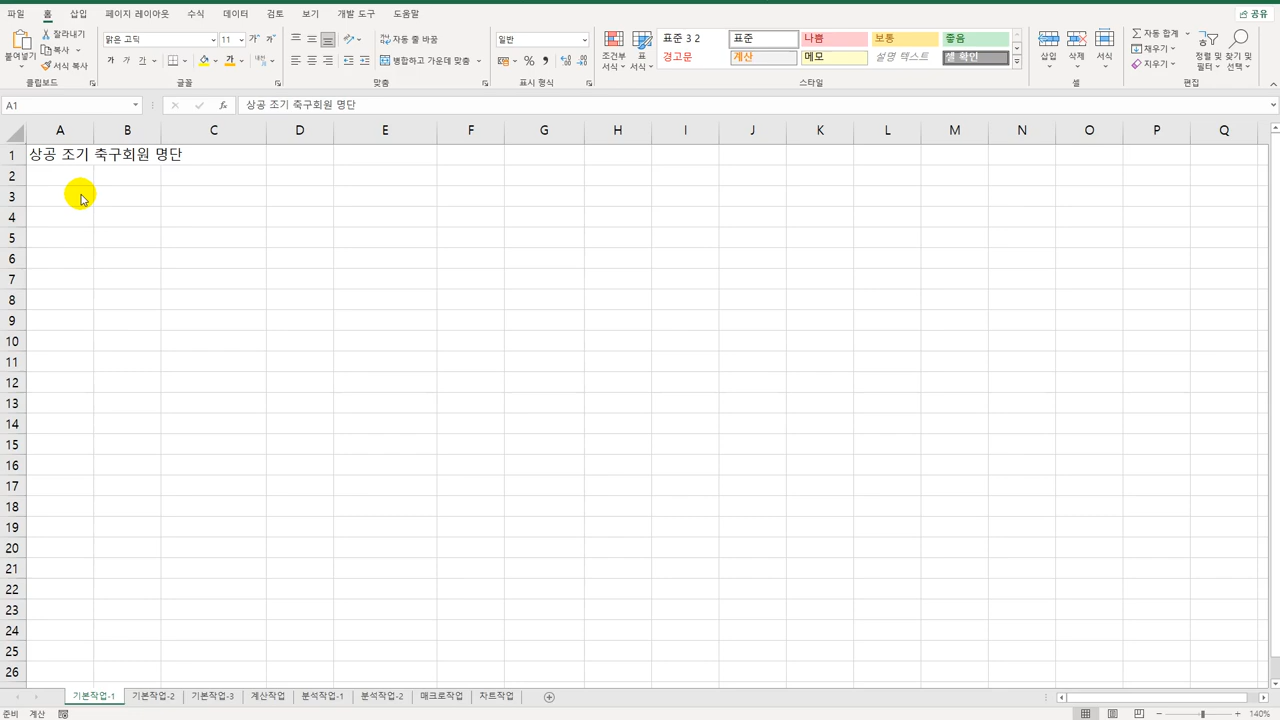 파일 홈 삽입 페이지 레이아웃 수식 데이터 검토 보기 개발 도구 도움말 공유
붙여넣기 잘라내기 복사 서식 복사 클립보드
맑은 고딕 11 가 가 가 가 가 글꼴
자동 줄 바꿈 병합하고 가운데 맞춤 맞춤
일반 % 표시 형식
조건부 서식 표 서식
표준 3 2 표준 나쁨 보통 좋음
경고문 계산 메모 설명 텍스트 셀 확인
스타일
삽입 삭제 서식 셀
자동 합계 채우기 지우기 정렬 및 필터 찾기 및 선택 편집
A1 fx 상공 조기 축구회원 명단
A B C D E F G H I J K L M N O P Q
1 상공 조기 축구회원 명단
2
3
4
5
6
7
8
9
10
11
12
13
14
15
16
17
18
19
20
21
22
23
24
25
26
기본작업-1 기본작업-2 기본작업-3 계산작업 분석작업-1 분석작업-2 매크로작업 차트작업
준비 계산 140%